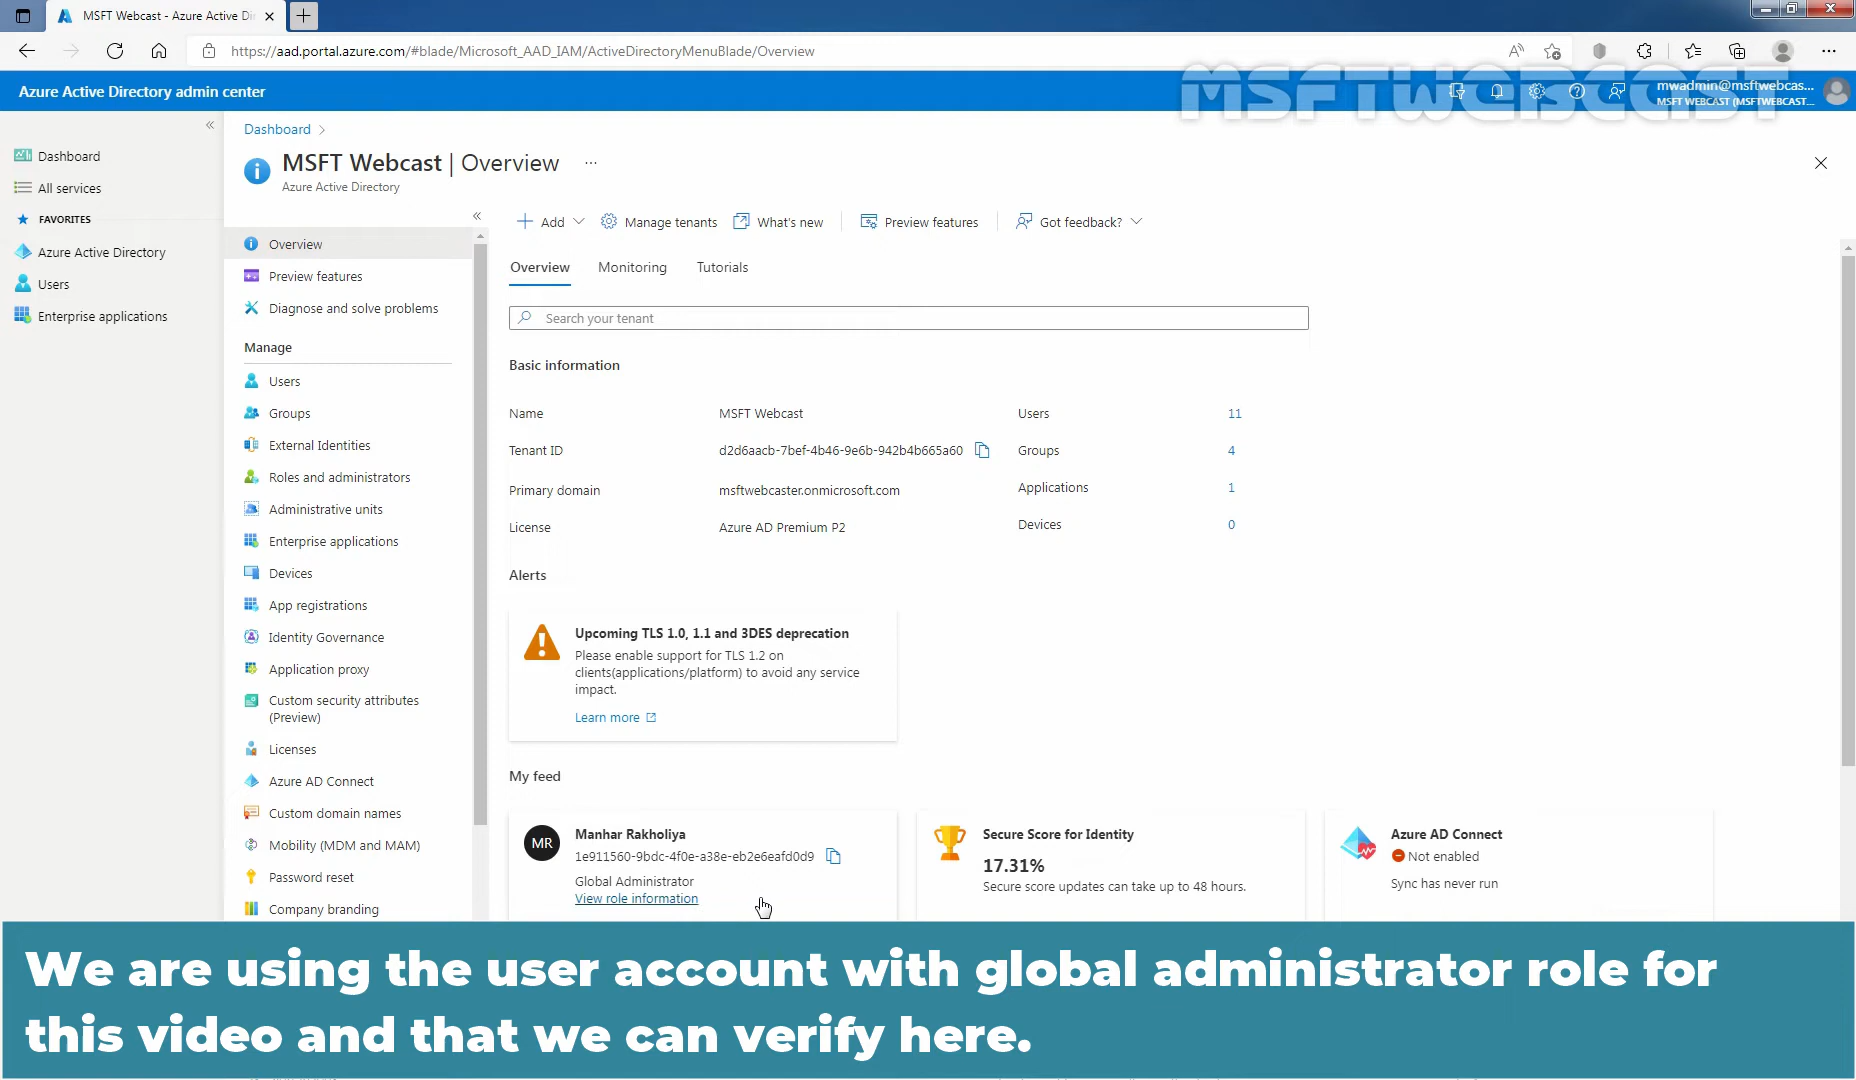 MSFT Webcast - Azure Active Di
https://aad.portal.azure.com/#blade/Microsoft_AAD_IAM/ActiveDirectoryMenuBlade/Overview
MSFTWEBCAST
Azure Active Directory admin center
mwadmin@msftwebcas...
MSFT WEBCAST (MSFTWEBCAST....
Dashboard
All services
FAVORITES
Azure Active Directory
Users
Enterprise applications
Dashboard >
MSFT Webcast | Overview ...
Azure Active Directory
Overview
Preview features
Diagnose and solve problems
Manage
Users
Groups
External Identities
Roles and administrators
Administrative units
Enterprise applications
Devices
App registrations
Identity Governance
Application proxy
Custom security attributes
(Preview)
Licenses
Azure AD Connect
Custom domain names
Mobility (MDM and MAM)
Password reset
Company branding
Add Manage tenants What's new Preview features Got feedback?
Overview Monitoring Tutorials
Search your tenant
Basic information
Name MSFT Webcast Users 11
Tenant ID d2d6aacb-7bef-4b46-9e6b-942b4b665a60 Groups 4
Primary domain msftwebcaster.onmicrosoft.com Applications 1
License Azure AD Premium P2 Devices 0
Alerts
Upcoming TLS 1.0, 1.1 and 3DES deprecation
Please enable support for TLS 1.2 on
clients(applications/platform) to avoid any service
impact.
Learn more
My feed
MR
Manhar Rakholiya
1e911560-9bdc-4f0e-a38e-eb2e6eafd0d9
Global Administrator
View role information
Secure Score for Identity
17.31%
Secure score updates can take up to 48 hours.
Azure AD Connect
Not enabled
Sync has never run
We are using the user account with global administrator role for
this video and that we can verify here.